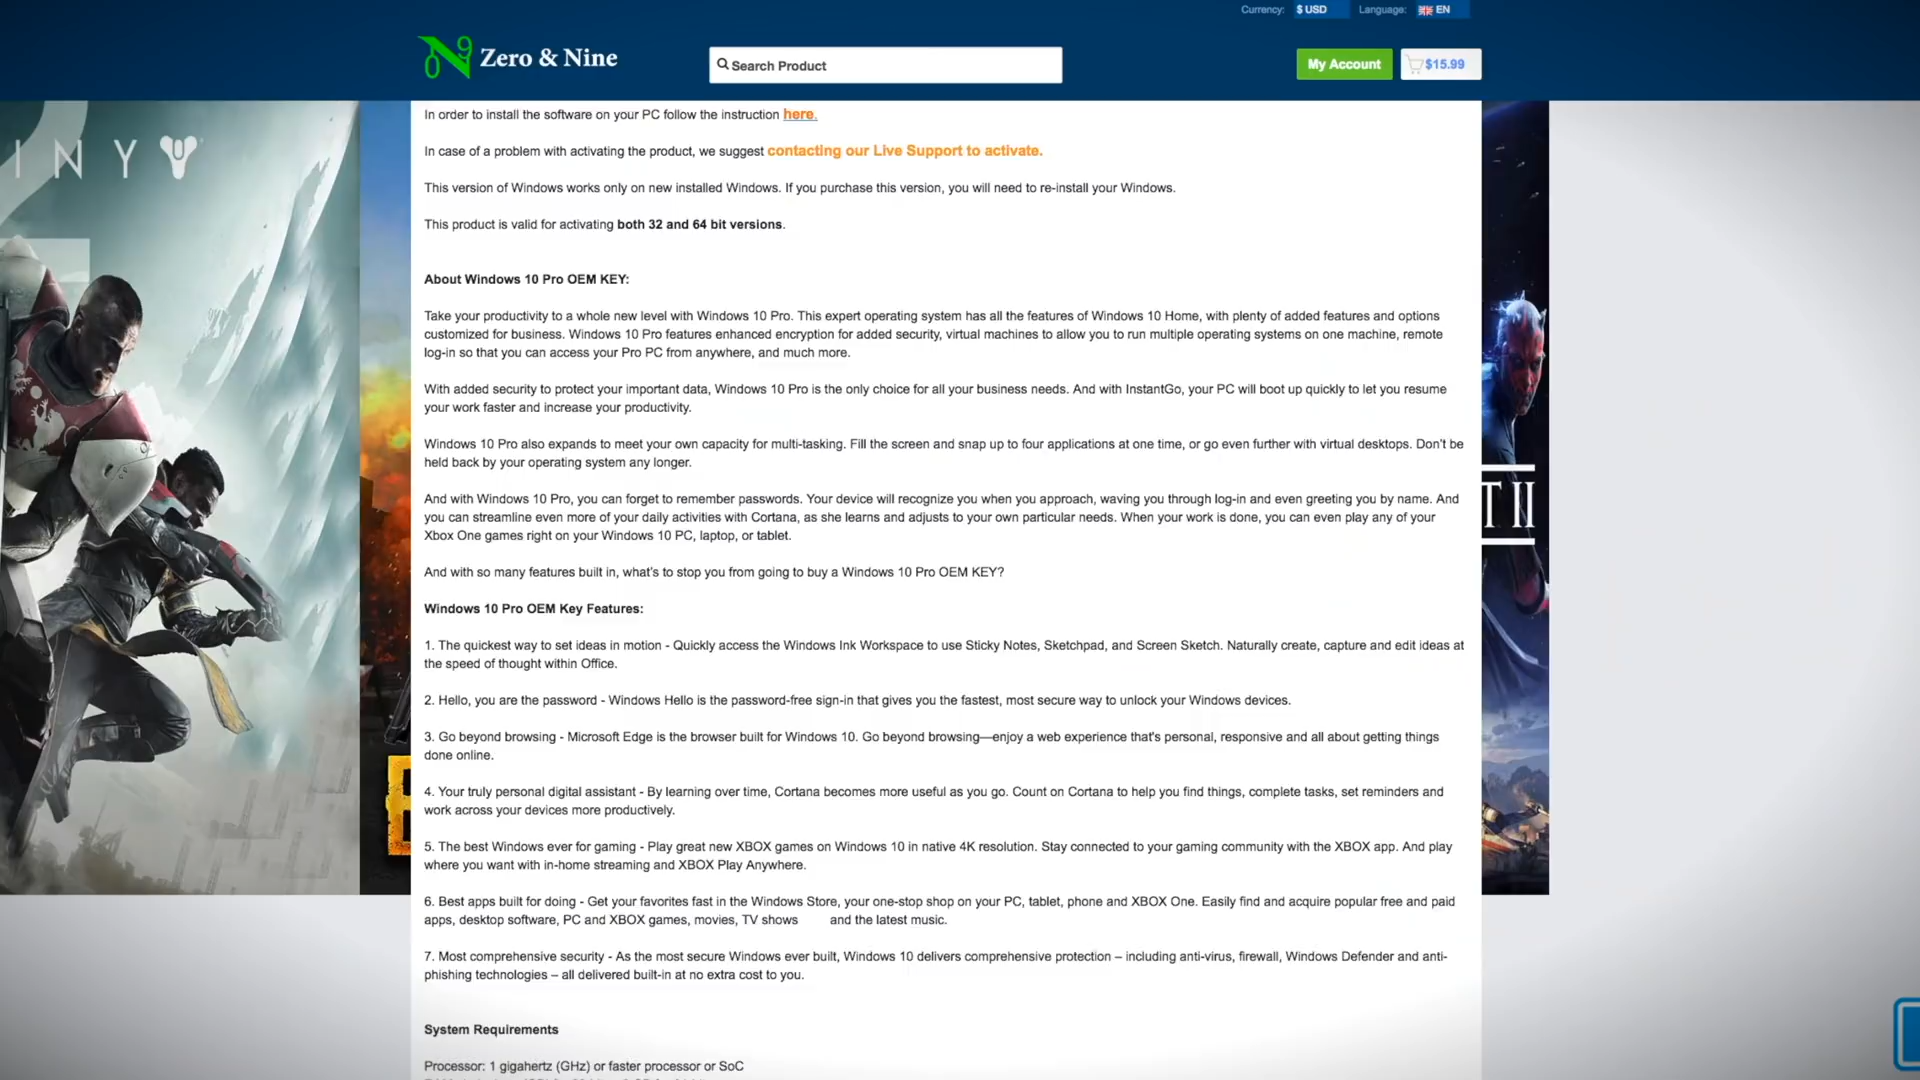 Currency: $ USD Language: EN
Zero & Nine
Search Product
My Account
$15.99
In order to install the software on your PC follow the instruction here.
In case of a problem with activating the product, we suggest contacting our Live Support to activate.
This version of Windows works only on new installed Windows. If you purchase this version, you will need to re-install your Windows.
This product is valid for activating both 32 and 64 bit versions.
INY
About Windows 10 Pro OEM KEY:
Take your productivity to a whole new level with Windows 10 Pro. This expert operating system has all the features of Windows 10 Home, with plenty of added features and options
customized for business. Windows 10 Pro features enhanced encryption for added security, virtual machines to allow you to run multiple operating systems on one machine, remote
log-in so that you can access your Pro PC from anywhere, and much more.
With added security to protect your important data, Windows 10 Pro is the only choice for all your business needs. And with InstantGo, your PC will boot up quickly to let you resume
your work faster and increase your productivity.
Windows 10 Pro also expands to meet your own capacity for multi-tasking. Fill the screen and snap up to four applications at one time, or go even further with virtual desktops. Don't be
held back by your operating system any longer.
And with Windows 10 Pro, you can forget to remember passwords. Your device will recognize you when you approach, waving you through log-in and even greeting you by name. And
you can streamline even more of your daily activities with Cortana, as she learns and adjusts to your own particular needs. When your work is done, you can even play any of your
Xbox One games right on your Windows 10 PC, laptop, or tablet.
T II
And with so many features built in, what's to stop you from going to buy a Windows 10 Pro OEM KEY?
Windows 10 Pro OEM Key Features:
1. The quickest way to set ideas in motion - Quickly access the Windows Ink Workspace to use Sticky Notes, Sketchpad, and Screen Sketch. Naturally create, capture and edit ideas at
the speed of thought within Office.
2. Hello, you are the password - Windows Hello is the password-free sign-in that gives you the fastest, most secure way to unlock your Windows devices.
3. Go beyond browsing - Microsoft Edge is the browser built for Windows 10. Go beyond browsing—enjoy a web experience that's personal, responsive and all about getting things
done online.
4. Your truly personal digital assistant - By learning over time, Cortana becomes more useful as you go. Count on Cortana to help you find things, complete tasks, set reminders and
work across your devices more productively.
5. The best Windows ever for gaming - Play great new XBOX games on Windows 10 in native 4K resolution. Stay connected to your gaming community with the XBOX app. And play
where you want with in-home streaming and XBOX Play Anywhere.
6. Best apps built for doing - Get your favorites fast in the Windows Store, your one-stop shop on your PC, tablet, phone and XBOX One. Easily find and acquire popular free and paid
apps, desktop software, PC and XBOX games, movies, TV shows and the latest music.
7. Most comprehensive security - As the most secure Windows ever built, Windows 10 delivers comprehensive protection – including anti-virus, firewall, Windows Defender and anti-
phishing technologies – all delivered built-in at no extra cost to you.
System Requirements
Processor: 1 gigahertz (GHz) or faster processor or SoC